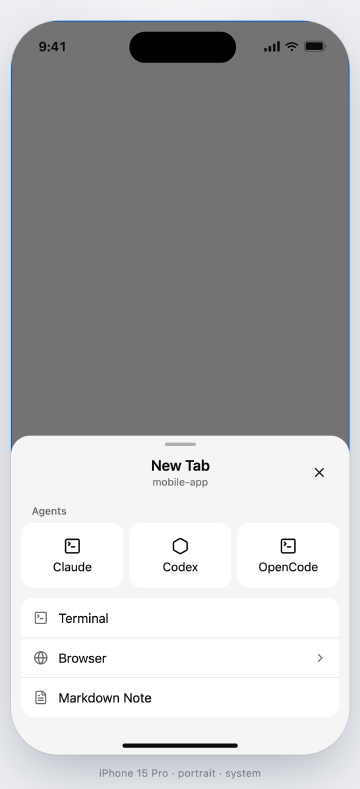 9:41
New Tab
mobile-app
Agents
Claude
Codex
OpenCode
Terminal
Browser
Markdown Note
iPhone 15 Pro · portrait · system